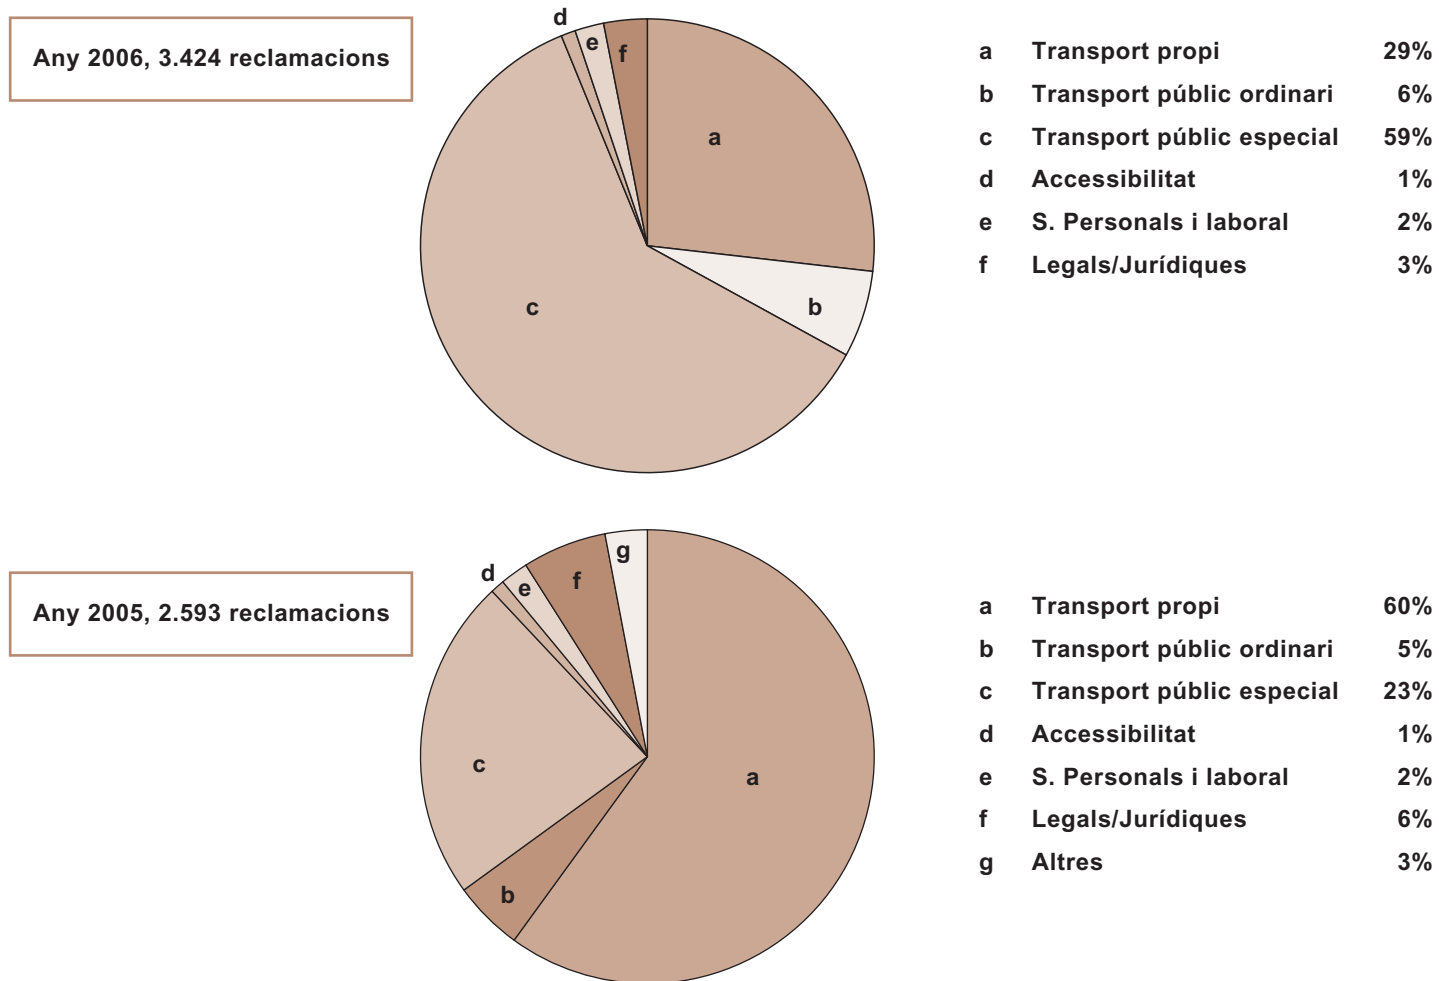 Any 2006, 3.424 reclamacions
d
e
f
a
b
c
a Transport propi 29%
b Transport públic ordinari 6%
c Transport públic especial 59%
d Accessibilitat 1%
e S. Personals i laboral 2%
f Legals/Jurídiques 3%
Any 2005, 2.593 reclamacions
d
e
f
g
c
a
b
a Transport propi 60%
b Transport públic ordinari 5%
c Transport públic especial 23%
d Accessibilitat 1%
e S. Personals i laboral 2%
f Legals/Jurídiques 6%
g Altres 3%